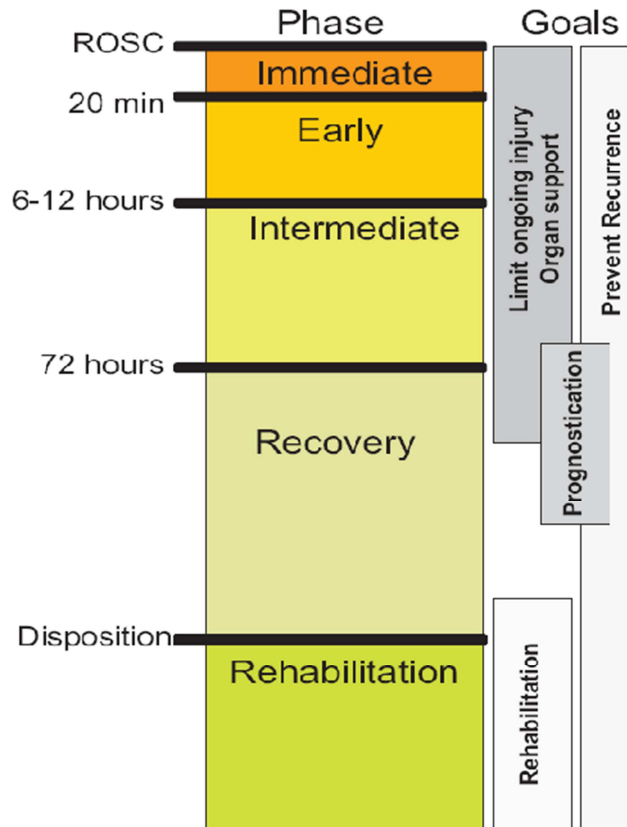 Phase
Goals
ROSC
Immediate
20 min
Early
6-12 hours
Intermediate
72 hours
Recovery
Disposition
Rehabilitation
Limit ongoing injury
Organ support
Prevent Recurrence
Prognostication
Rehabilitation